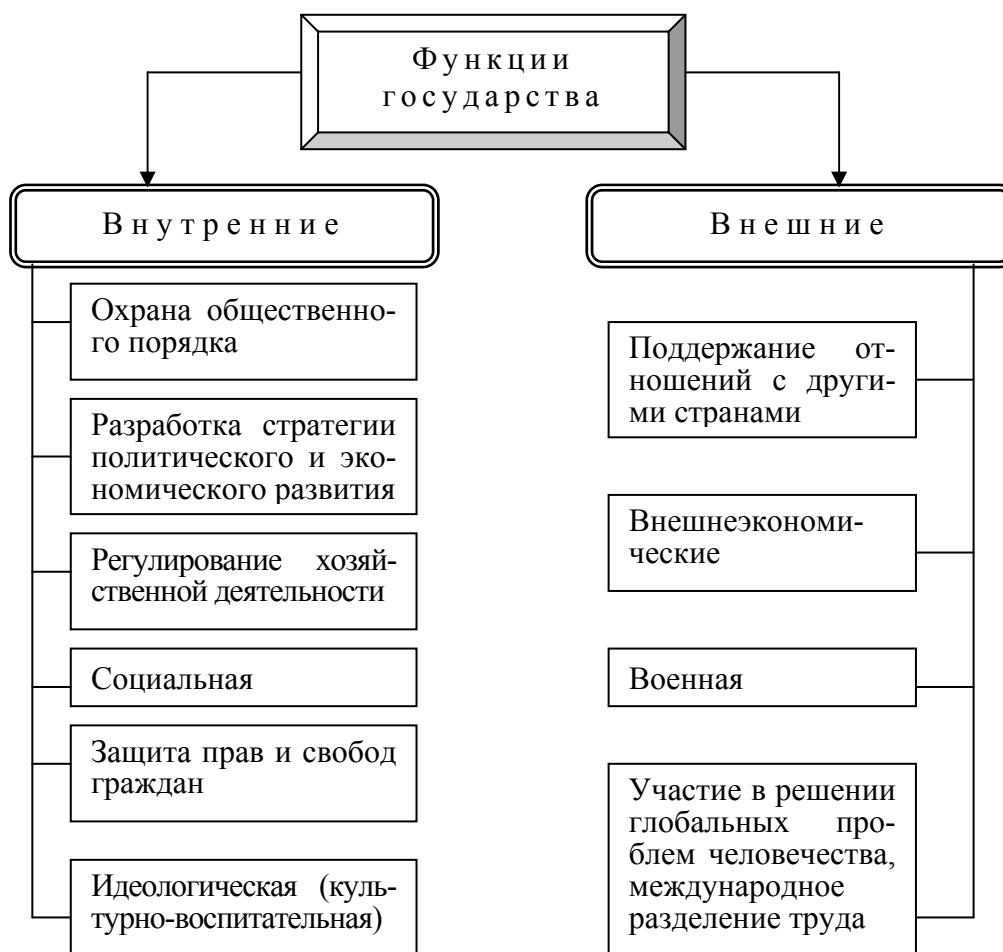 Функции
государства
Внутренние
Охрана общественно-
го порядка
Разработка стратегии
политического и эко-
номического развития
Регулирование хозяй-
ственной деятельности
Социальная
Защита прав и свобод
граждан
Идеологическая (куль-
турно-воспитательная)
Внешние
Поддержание от-
ношений с други-
ми странами
Внешнеэкономи-
ческие
Военная
Участие в решении
глобальных про-
блем человечества,
международное
разделение труда